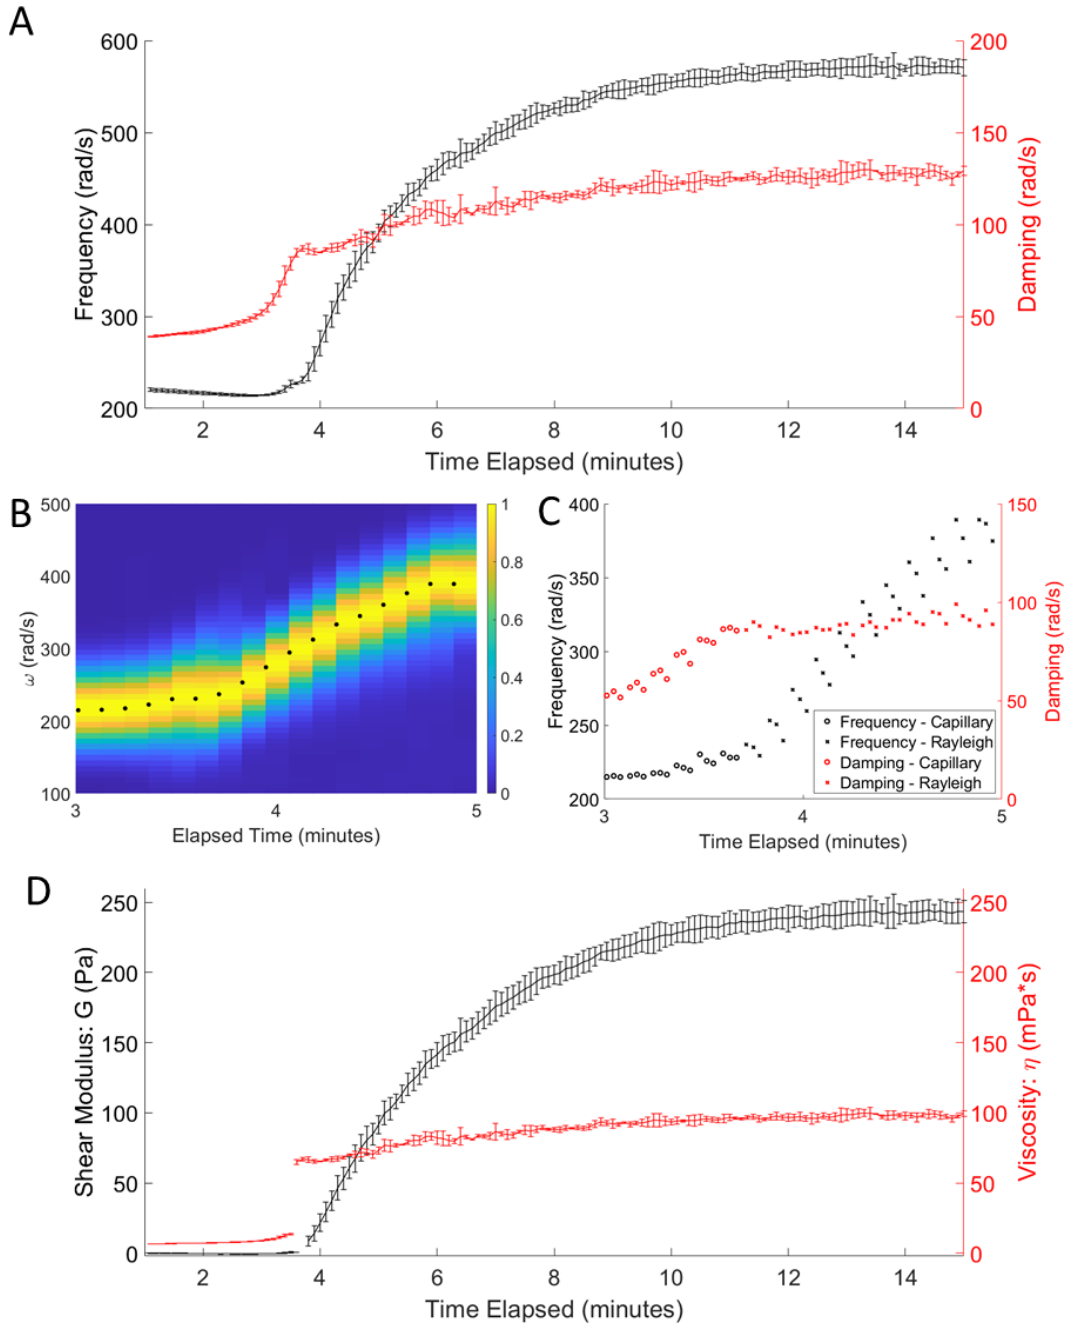 A
600
500
400
300
200
Frequency (rad/s)
200
150
100
50
0
Damping (rad/s)
2 4 6 8 10 12 14
Time Elapsed (minutes)
B
500
400
300
200
100
ω (rad/s)
1
0.8
0.6
0.4
0.2
0
3 4 5
Elapsed Time (minutes)
C
400
350
300
250
200
Frequency (rad/s)
150
100
50
0
Damping (rad/s)
Frequency - Capillary
Frequency - Rayleigh
Damping - Capillary
Damping - Rayleigh
3 4 5
Time Elapsed (minutes)
D
250
200
150
100
50
0
Shear Modulus: G (Pa)
250
200
150
100
50
0
Viscosity: η (mPa*s)
2 4 6 8 10 12 14
Time Elapsed (minutes)